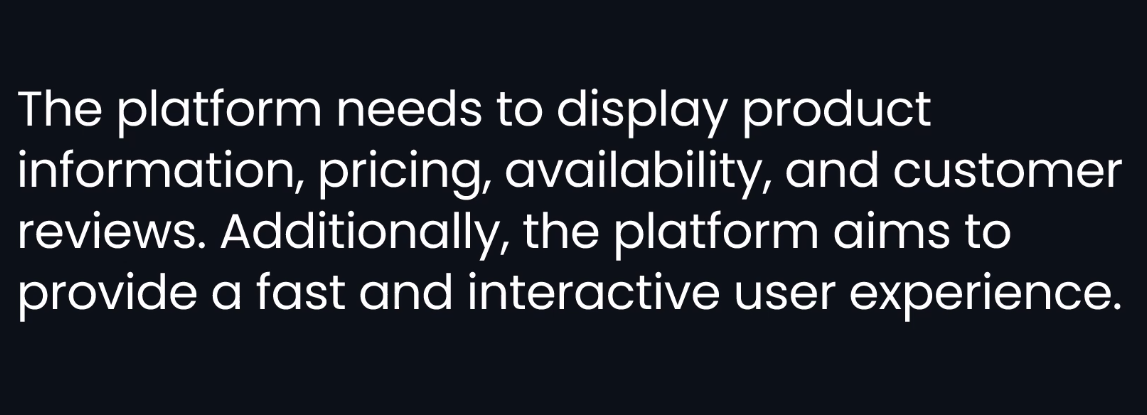 The platform needs to display product
information, pricing, availability, and customer
reviews. Additionally, the platform aims to
provide a fast and interactive user experience.